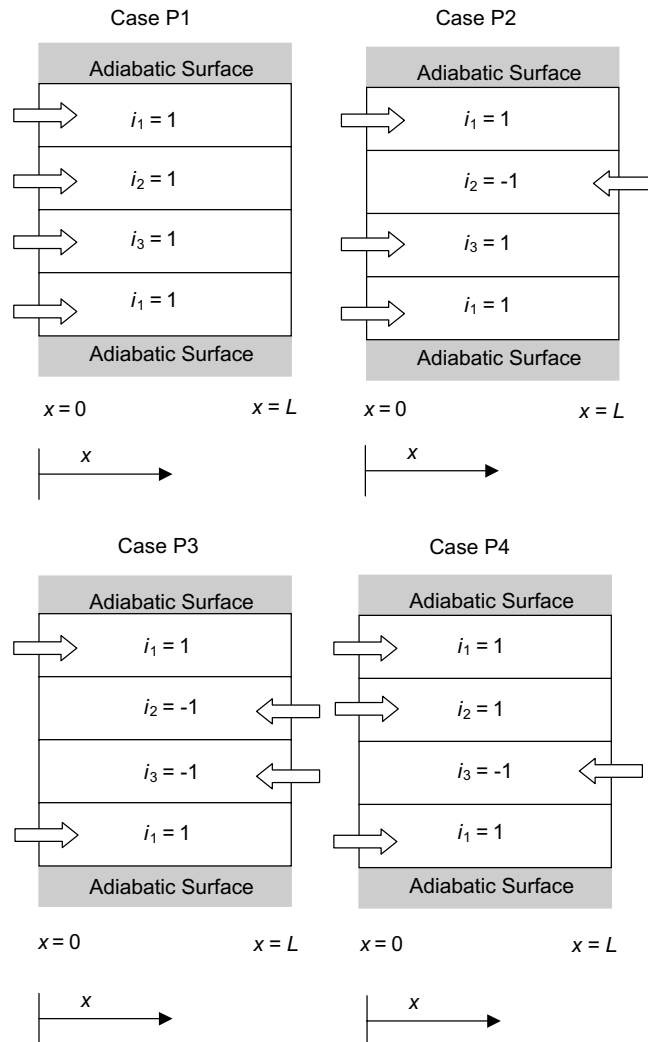 Case P1
Adiabatic Surface
i₁ = 1
i₂ = 1
i₃ = 1
i₁ = 1
Adiabatic Surface
x = 0
x = L
x
Case P2
Adiabatic Surface
i₁ = 1
i₂ = -1
i₃ = 1
i₁ = 1
Adiabatic Surface
x = 0
x = L
x
Case P3
Adiabatic Surface
i₁ = 1
i₂ = -1
i₃ = -1
i₁ = 1
Adiabatic Surface
x = 0
x = L
x
Case P4
Adiabatic Surface
i₁ = 1
i₂ = 1
i₃ = -1
i₁ = 1
Adiabatic Surface
x = 0
x = L
x